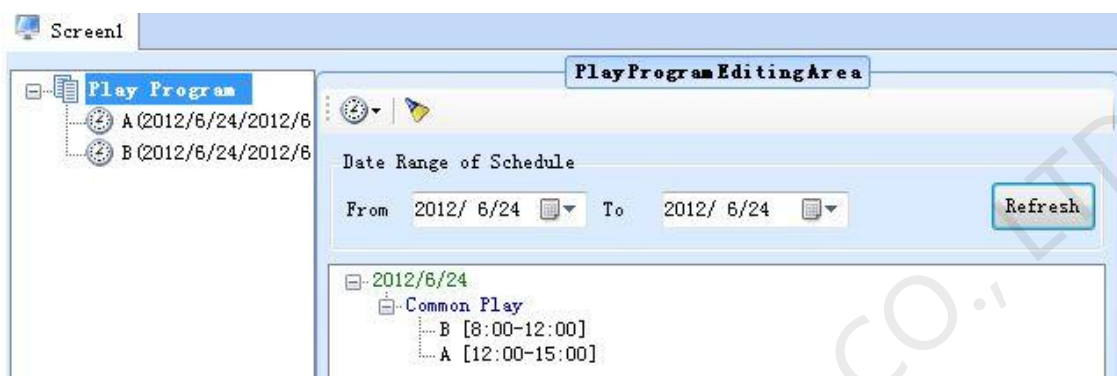 Screen1
Play Program
A(2012/6/24/2012/6
B(2012/6/24/2012/6
PlayProgramEditingArea
Date Range of Schedule
From 2012/ 6/24 To 2012/ 6/24 Refresh
2012/6/24
Common Play
B [8:00-12:00]
A [12:00-15:00]
CO., LTD